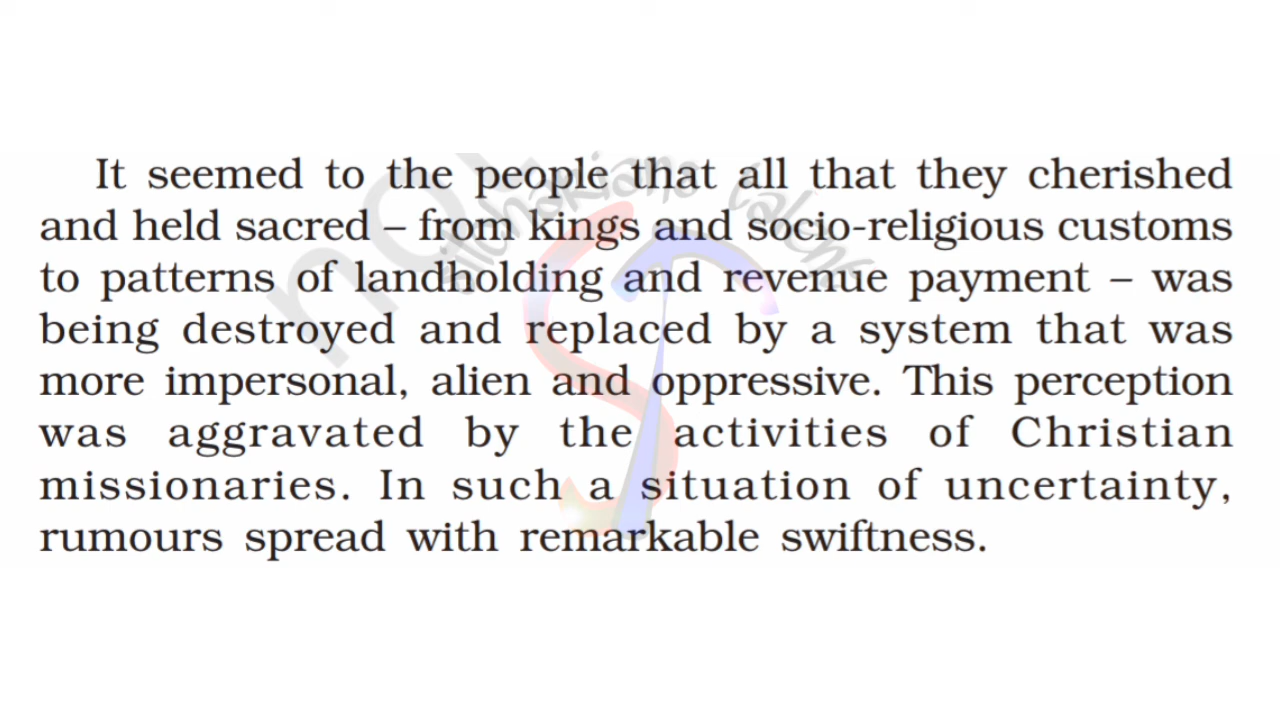 It seemed to the people that all that they cherished
and held sacred – from kings and socio-religious customs
to patterns of landholding and revenue payment – was
being destroyed and replaced by a system that was
more impersonal, alien and oppressive. This perception
was aggravated by the activities of Christian
missionaries. In such a situation of uncertainty,
rumours spread with remarkable swiftness.